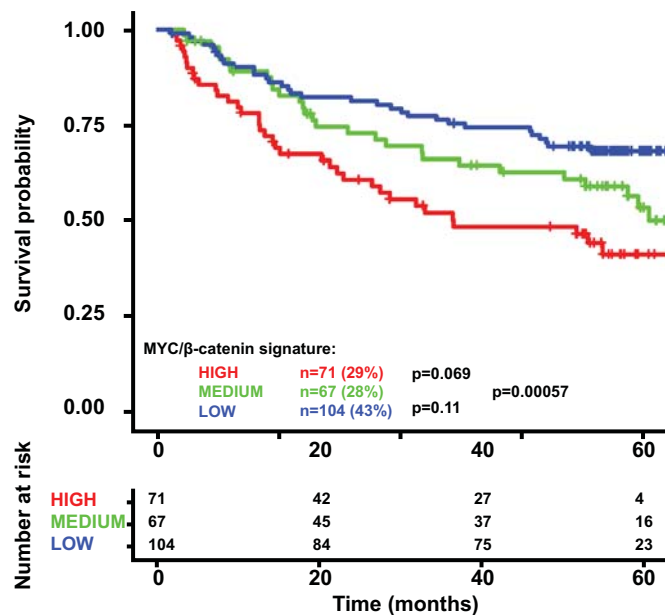 1.00
0.75
0.50
0.25
0.00
Survival probability
MYC/β-catenin signature:
HIGH n=71 (29%) p=0.069
MEDIUM n=67 (28%) p=0.00057
LOW n=104 (43%) p=0.11
0 20 40 60
Number at risk
HIGH 71 42 27 4
MEDIUM 67 45 37 16
LOW 104 84 75 23
0 20 40 60
Time (months)